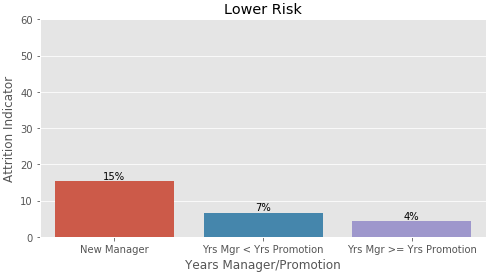 Lower Risk
60
50
40
30
20
10
0
Attrition Indicator
15%
7%
4%
New Manager
Yrs Mgr < Yrs Promotion
Yrs Mgr >= Yrs Promotion
Years Manager/Promotion